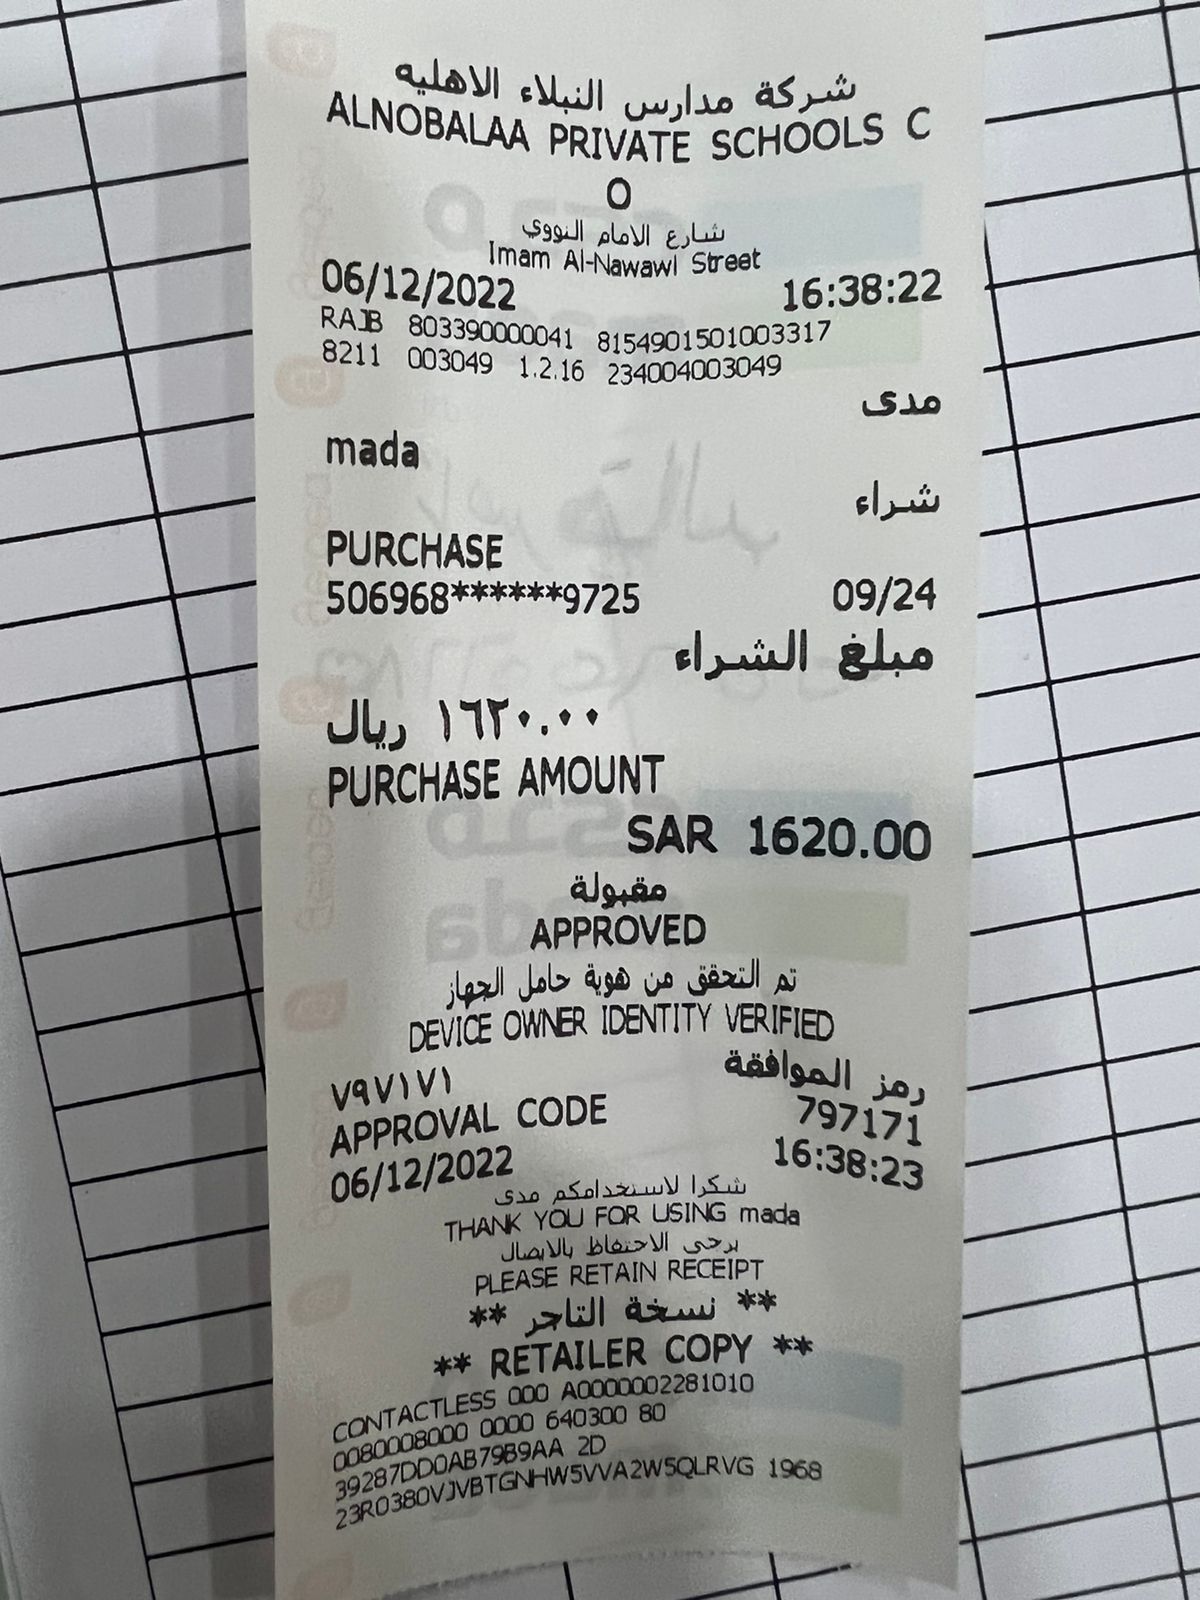 شركة مدارس النبلاء الاهليه
ALNOBALAA PRIVATE SCHOOLS C
O
شارع الامام النووي
Imam Al-Nawawi Street
06/12/2022 16:38:22
RAJB 803390000041 8154901501003317
8211 003049 1.2.16 234004003049
مدى
mada
شراء
PURCHASE
506968******9725 09/24
مبلغ الشراء
١٦٢٠.٠٠ ريال
PURCHASE AMOUNT
SAR 1620.00
مقبولة
APPROVED
تم التحقق من هوية حامل الجهاز
DEVICE OWNER IDENTITY VERIFIED
رمز الموافقة ٧٩٧١٧١
APPROVAL CODE 797171
06/12/2022 16:38:23
شكرا لاستخدامكم مدى
THANK YOU FOR USING mada
يرجى الاحتفاظ بالايصال
PLEASE RETAIN RECEIPT
** نسخة التاجر **
** RETAILER COPY **
CONTACTLESS 000 A0000002281010
0080008000 0000 640300 80
39287DD0AB79B9AA 2D
23R0380VJVBTGNHW5VVA2W5QLRVG 1968